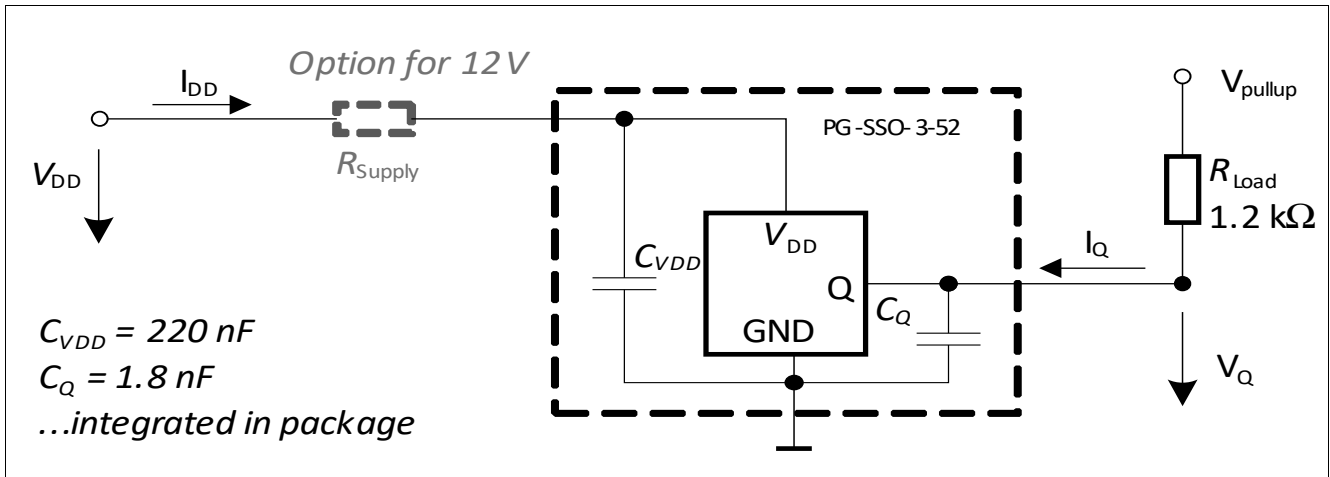 Option for 12V
I_DD
R_Supply
V_DD
PG-SSO-3-52
V_pullup
R_Load
1.2 kΩ
C_VDD
V_DD
Q
GND
C_Q
I_Q
V_Q
C_VDD = 220 nF
C_Q = 1.8 nF
...integrated in package